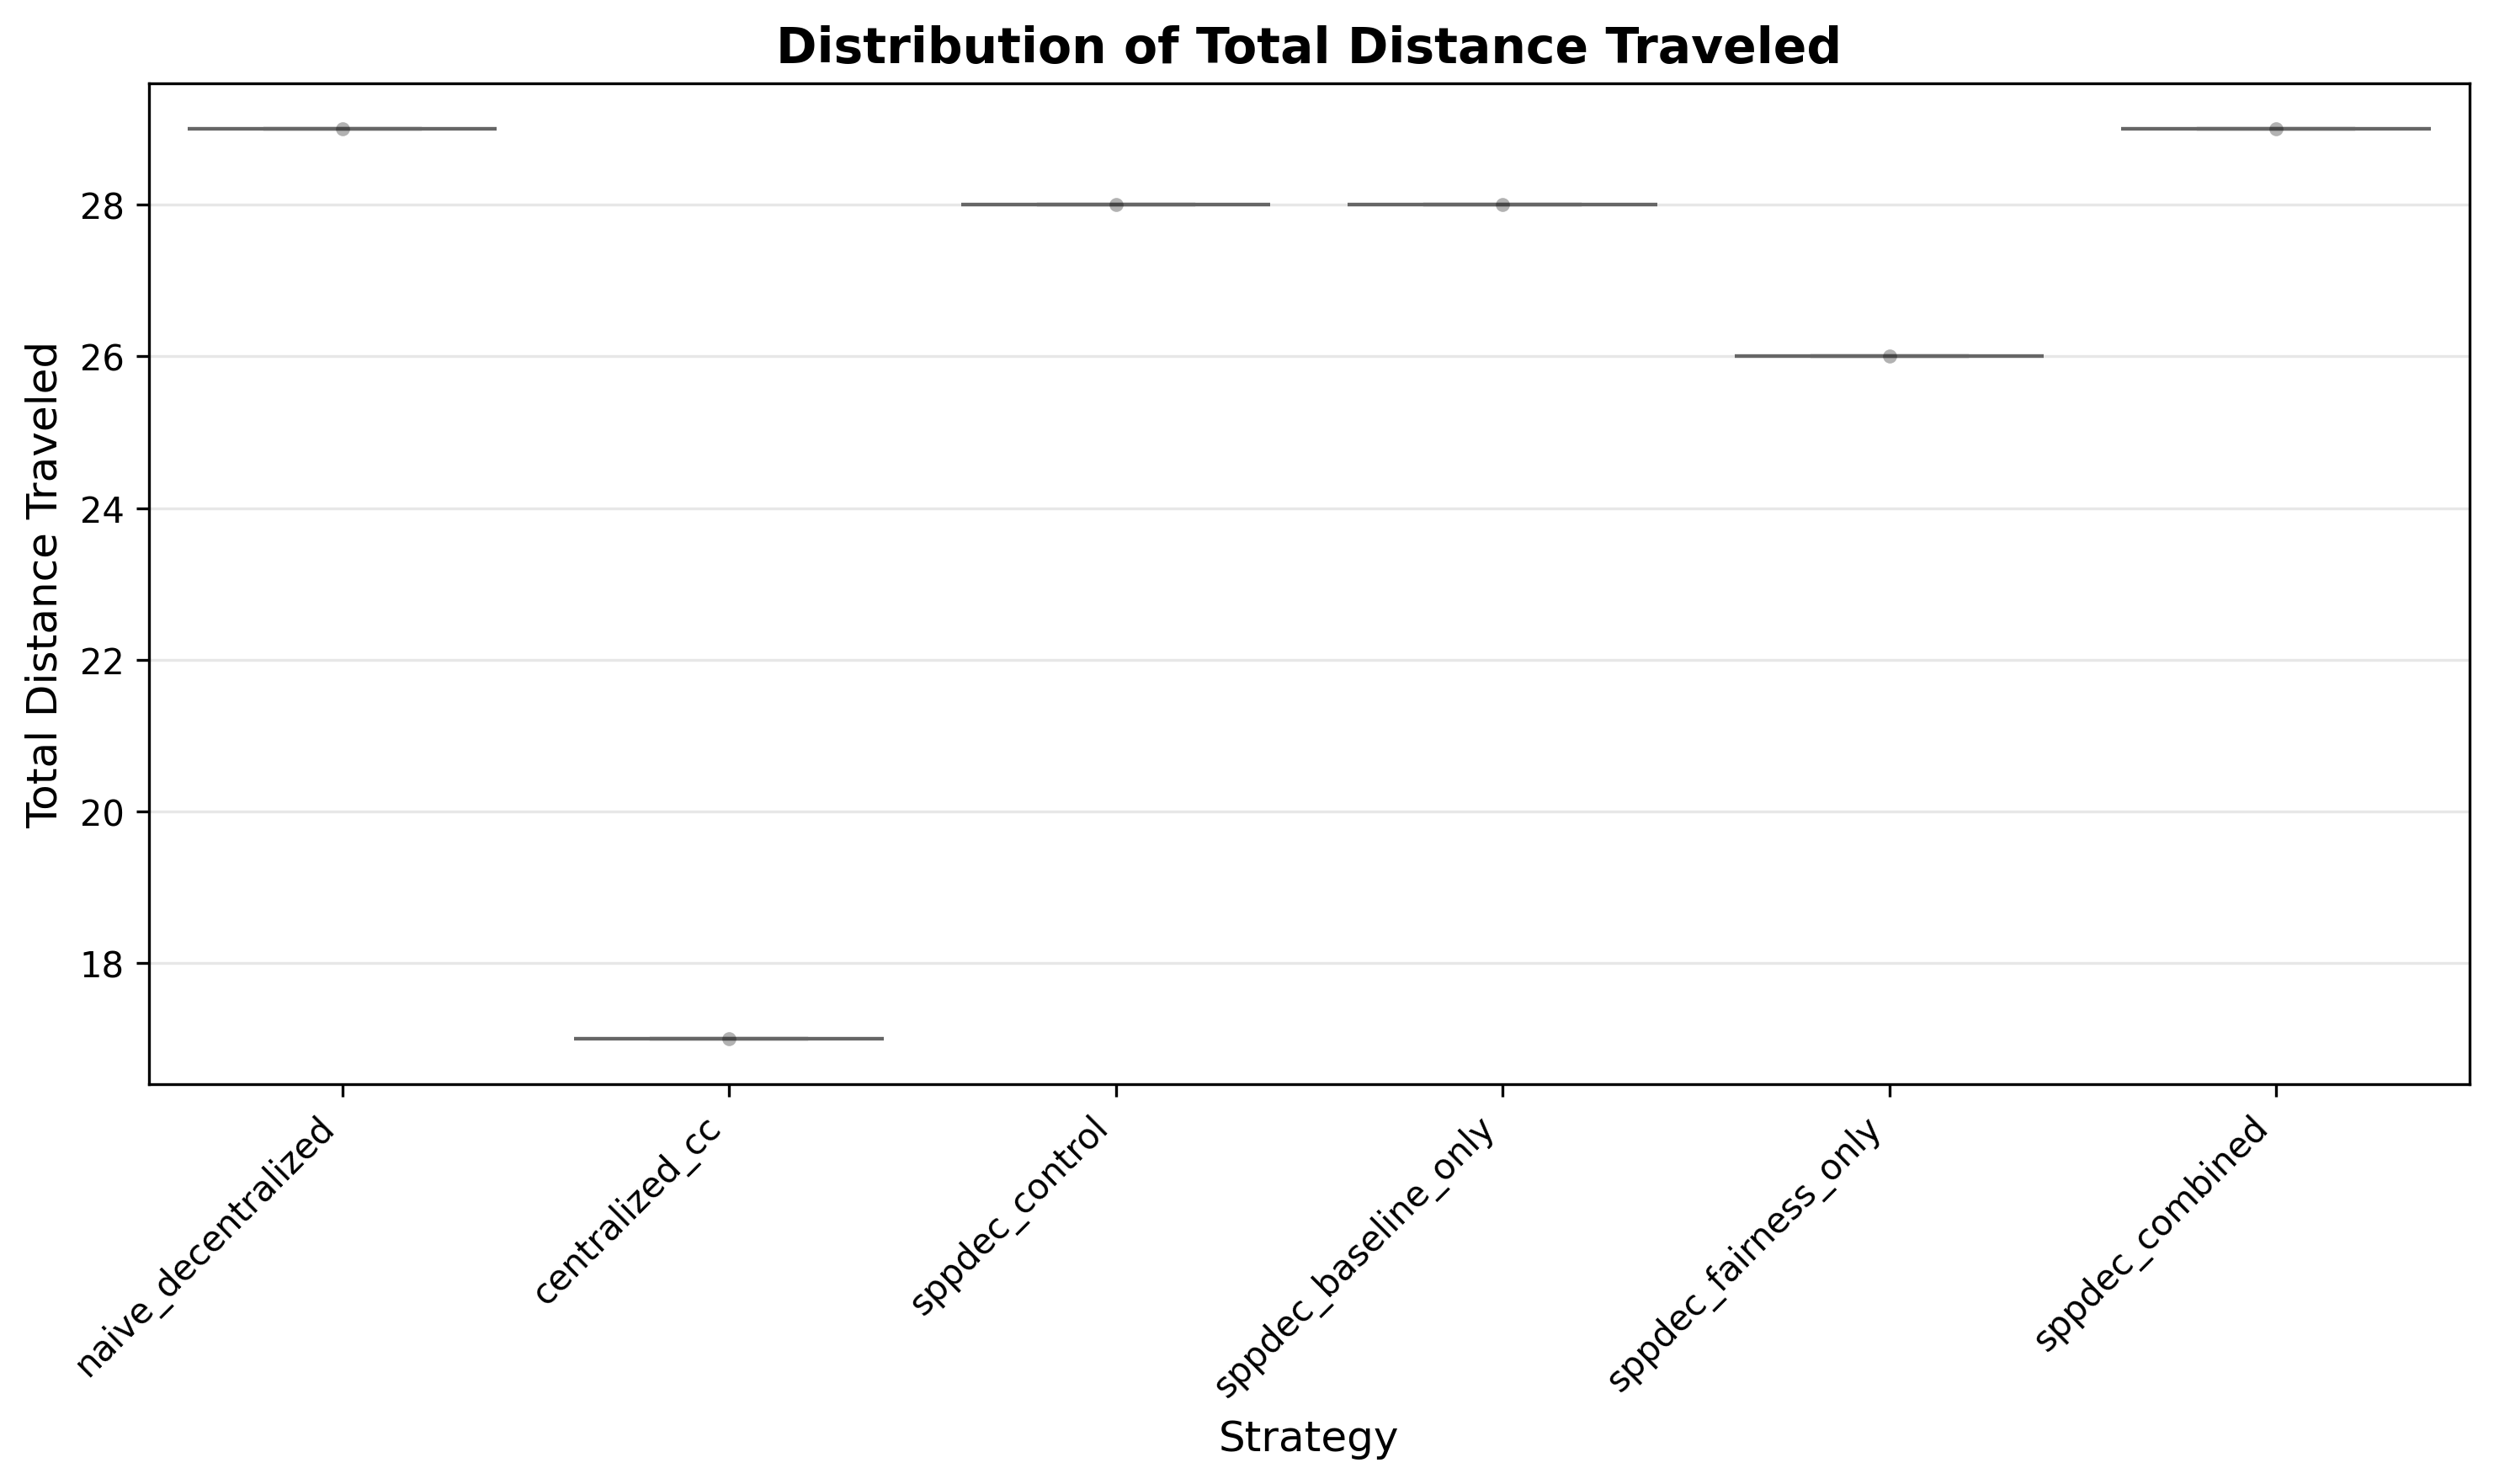 Distribution of Total Distance Traveled
Total Distance Traveled
28
26
24
22
20
18
naive_decentralized
centralized_cc
sppdec_control
sppdec_baseline_only
sppdec_fairness_only
sppdec_combined
Strategy